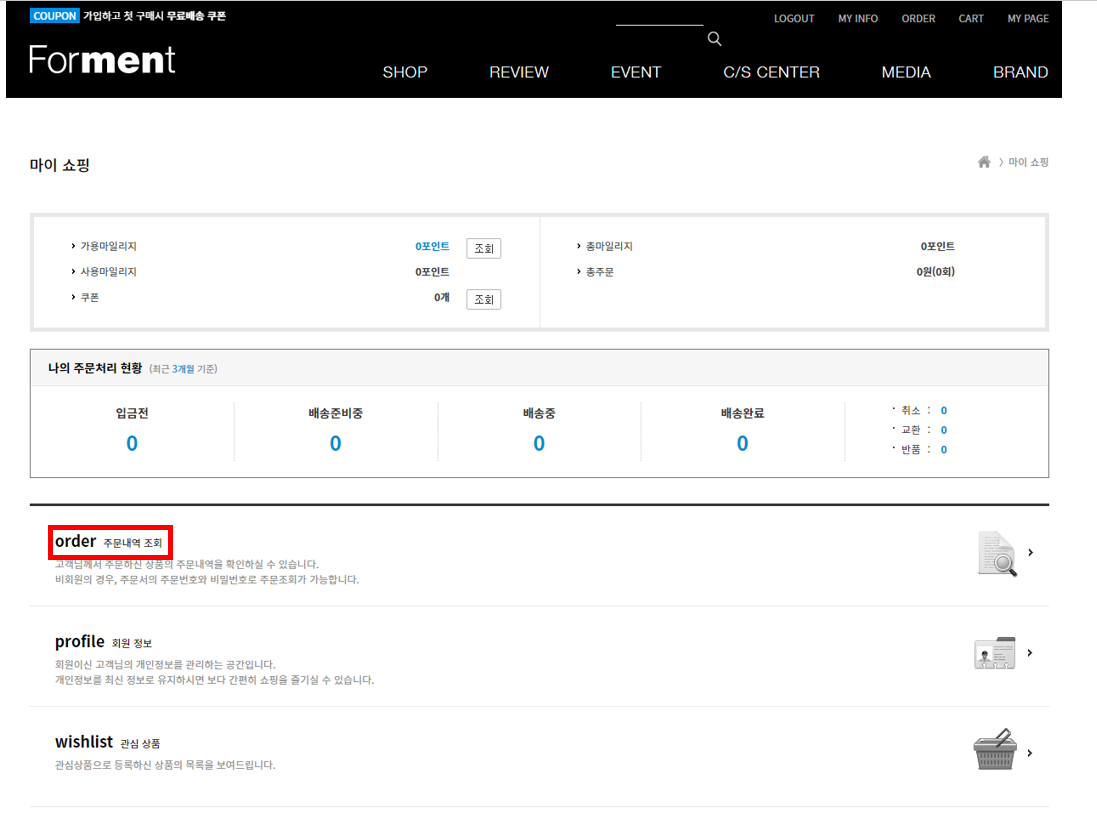 COUPON 가입하고 첫 구매시 무료배송 쿠폰
LOGOUT MY INFO ORDER CART MY PAGE
Forment
SHOP REVIEW EVENT C/S CENTER MEDIA BRAND
마이 쇼핑
> 마이 쇼핑
가용마일리지 0포인트 조회
사용마일리지 0포인트
쿠폰 0개 조회
총마일리지 0포인트
총주문 0원(0회)
나의 주문처리 현황 (최근 3개월 기준)
입금전 배송준비중 배송중 배송완료
0 0 0 0
· 취소 : 0
· 교환 : 0
· 반품 : 0
order 주문내역 조회
고객님께서 주문하신 상품의 주문내역을 확인하실 수 있습니다.
비회원의 경우, 주문서의 주문번호와 비밀번호로 주문조회가 가능합니다.
profile 회원 정보
회원이신 고객님의 개인정보를 관리하는 공간입니다.
개인정보를 최신 정보로 유지하시면 보다 간편히 쇼핑을 즐기실 수 있습니다.
wishlist 관심 상품
관심상품으로 등록하신 상품의 목록을 보여드립니다.